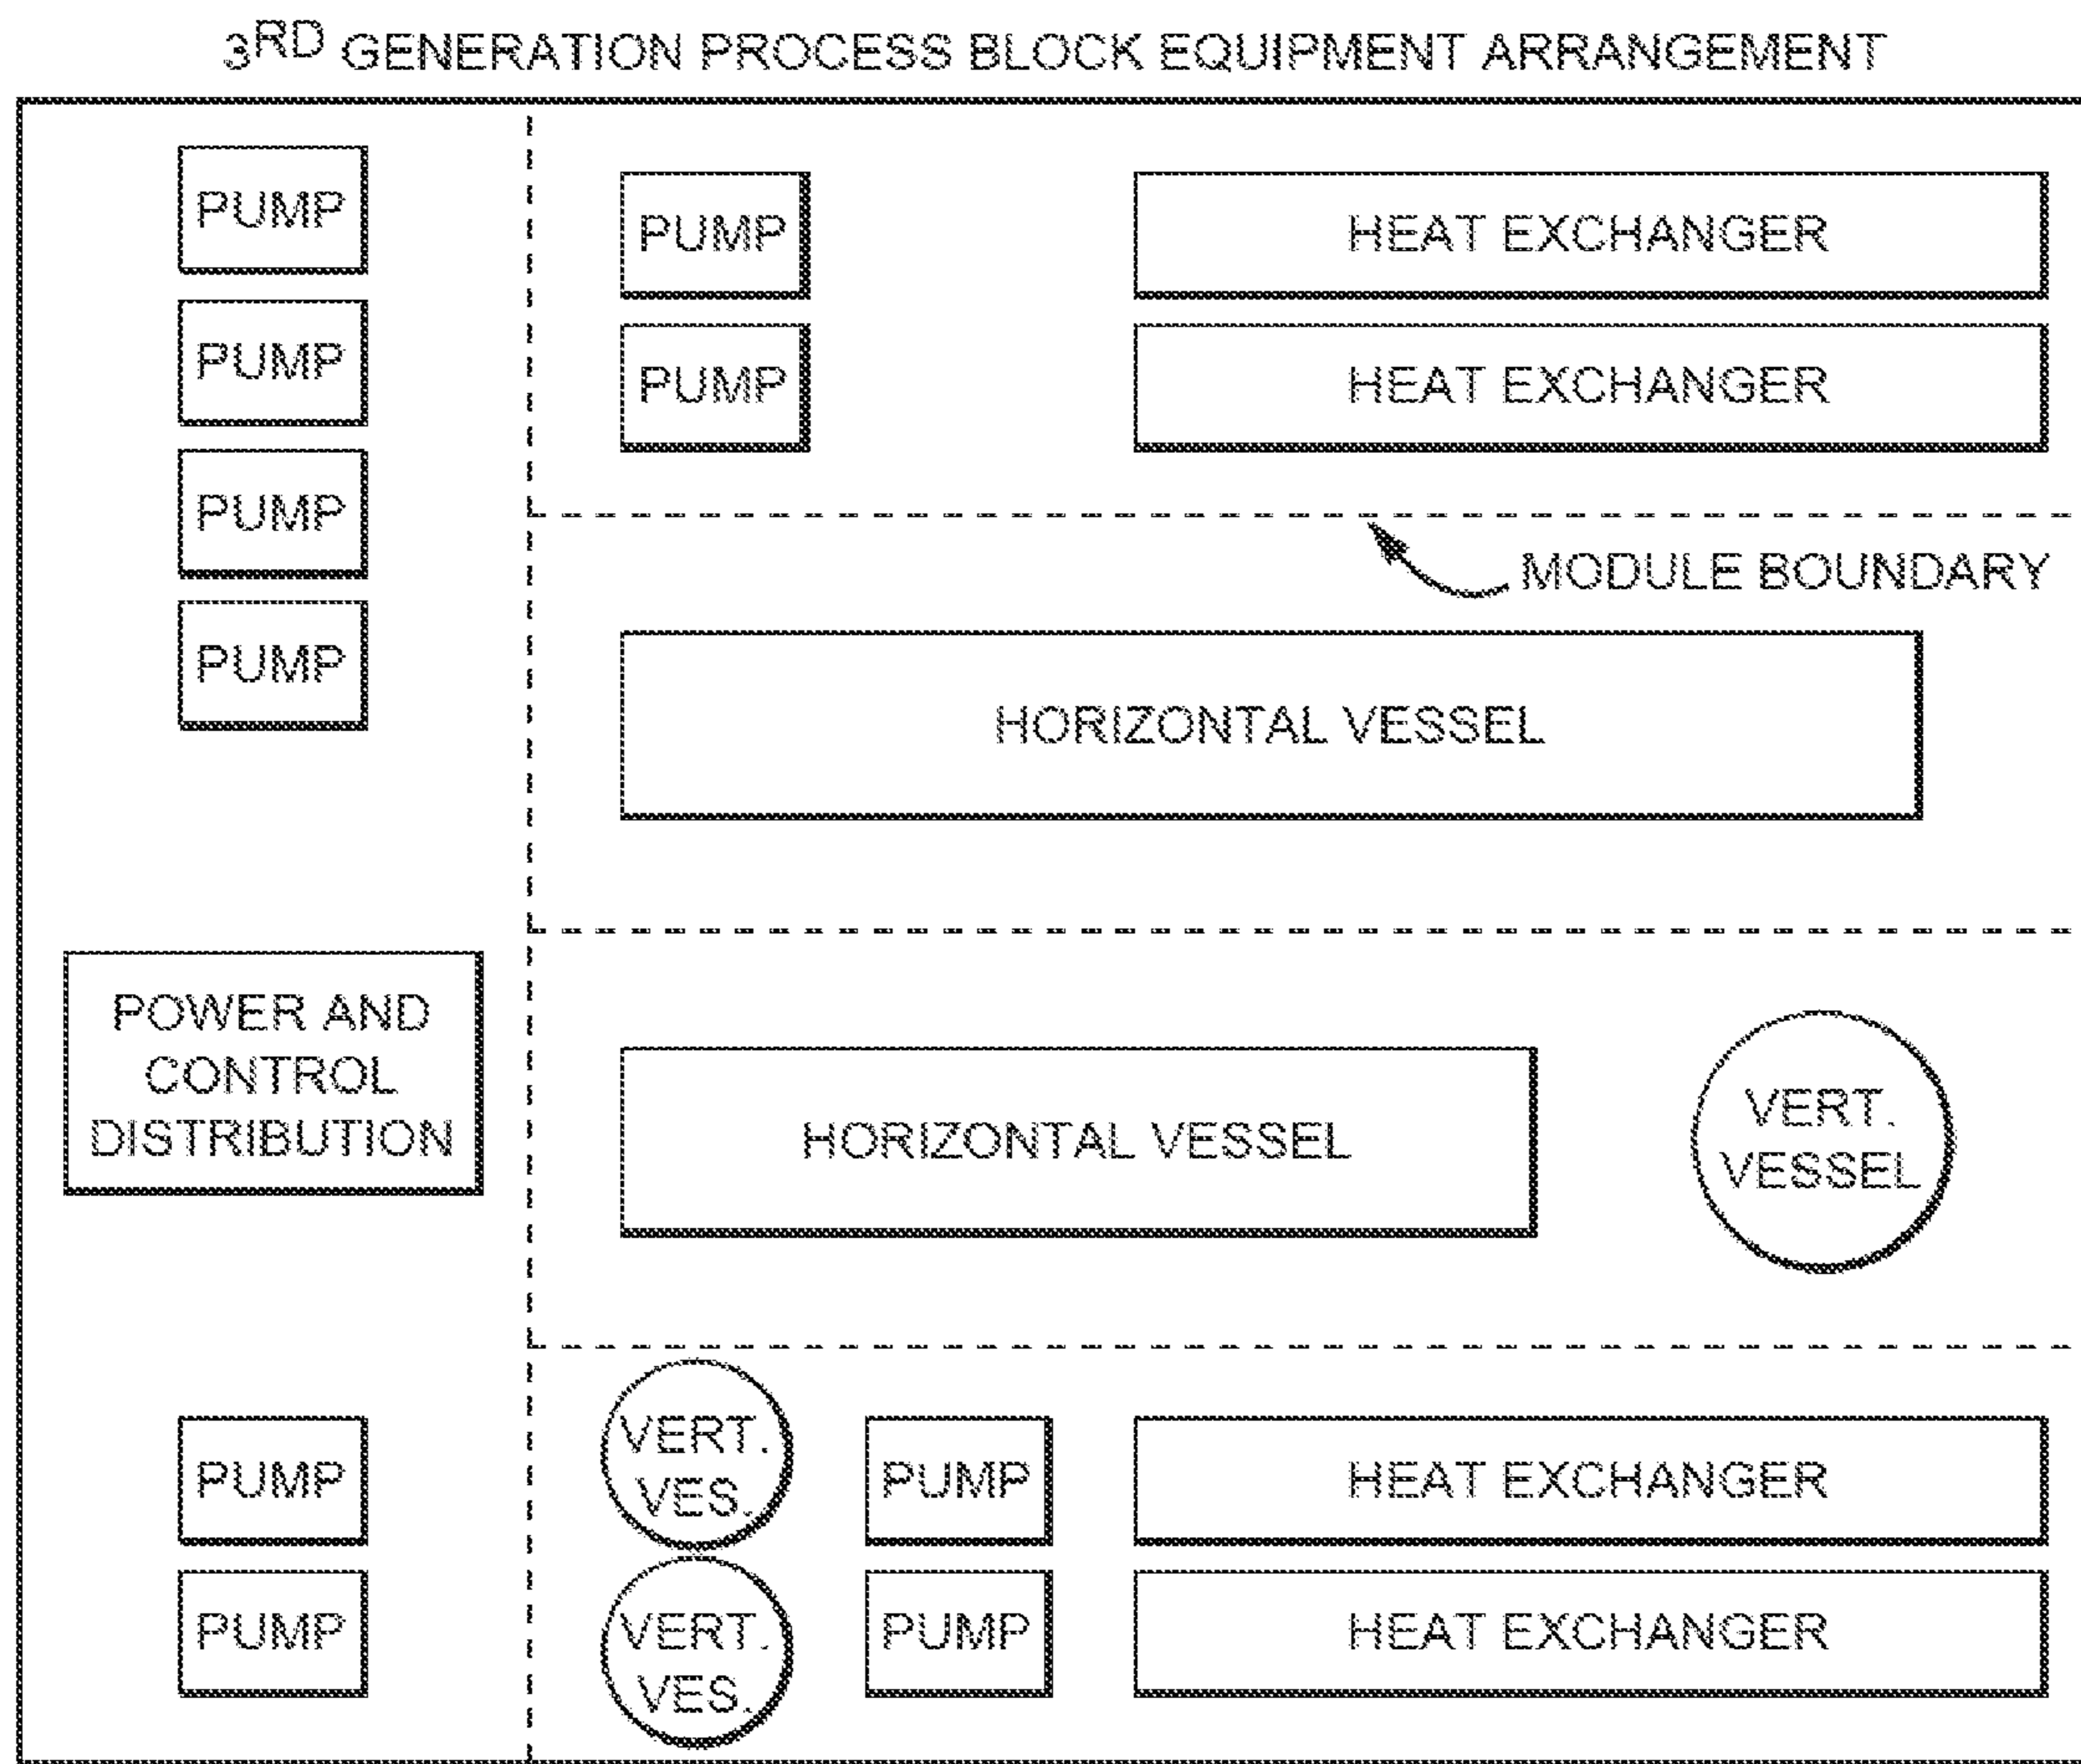 3RD GENERATION PROCESS BLOCK EQUIPMENT ARRANGEMENT
PUMP
PUMP
PUMP
PUMP
POWER AND
CONTROL
DISTRIBUTION
PUMP
PUMP
PUMP
HEAT EXCHANGER
PUMP
HEAT EXCHANGER
MODULE BOUNDARY
HORIZONTAL VESSEL
HORIZONTAL VESSEL
VERT.
VESSEL
VERT.
VES.
PUMP
HEAT EXCHANGER
VERT.
VES.
PUMP
HEAT EXCHANGER